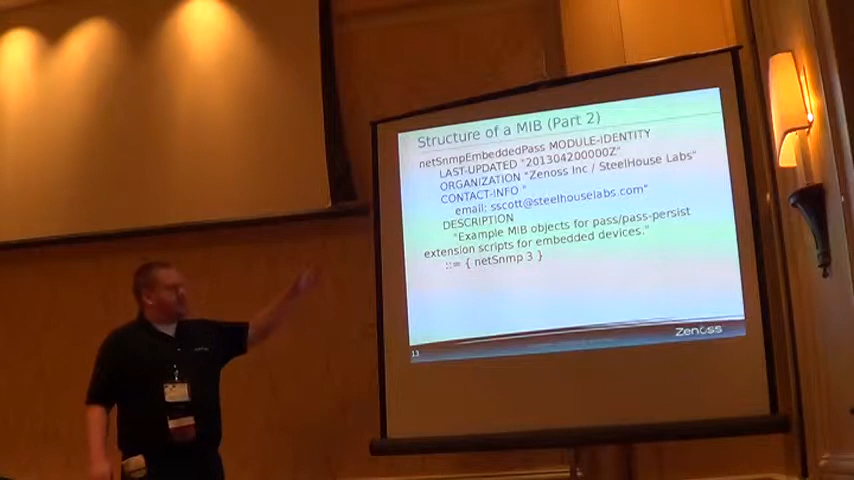 Structure of a MIB (Part 2)
netSnmpEmbeddedPass MODULE-IDENTITY
LAST-UPDATED "201304200000Z"
ORGANIZATION "Zenoss Inc / SteelHouse Labs"
CONTACT-INFO "
email: sscott@steelhouselabs.com"
DESCRIPTION
"Example MIB objects for pass/pass-persist
extension scripts for embedded devices."
::= { netSnmp 3 }
13
Zenoss